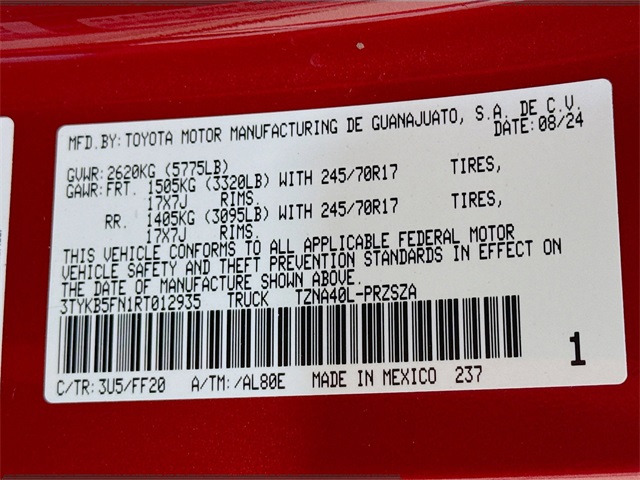 MFD. BY: TOYOTA MOTOR MANUFACTURING DE GUANAJUATO, S.A. DE C.V.
DATE: 08/24
GVWR: 2620KG (5775LB)
GAWR: FRT. 1505KG (3320LB) WITH 245/70R17 TIRES,
17X7J RIMS.
RR. 1405KG (3095LB) WITH 245/70R17 TIRES,
17X7J RIMS.
THIS VEHICLE CONFORMS TO ALL APPLICABLE FEDERAL MOTOR
VEHICLE SAFETY AND THEFT PREVENTION STANDARDS IN EFFECT ON
THE DATE OF MANUFACTURE SHOWN ABOVE.
3TYKB5FN1RT012935 TRUCK TZNA40L-PRZSZA
1
C/TR: 3U5/FF20 A/TM: /AL80E MADE IN MEXICO 237